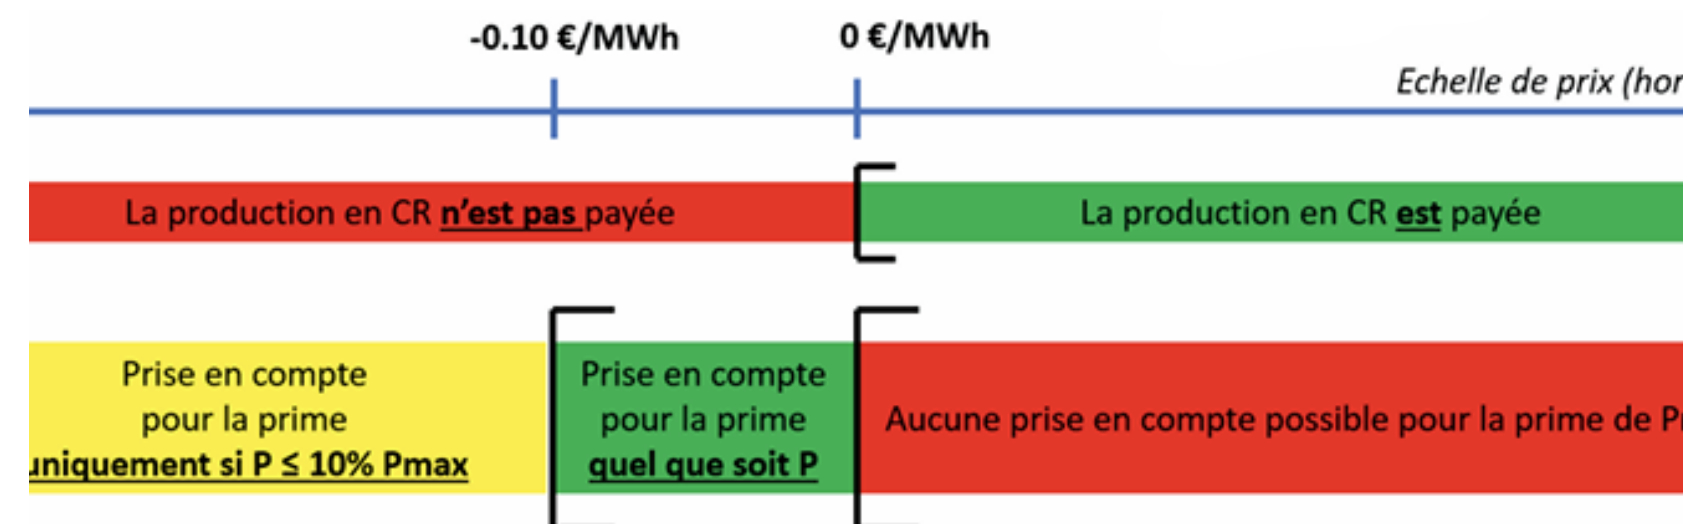 -0.10 €/MWh 0 €/MWh
Echelle de prix (hor
La production en CR n'est pas payée La production en CR est payée
Prise en compte
pour la prime
uniquement si P ≤ 10% Pmax
Prise en compte
pour la prime
quel que soit P
Aucune prise en compte possible pour la prime de